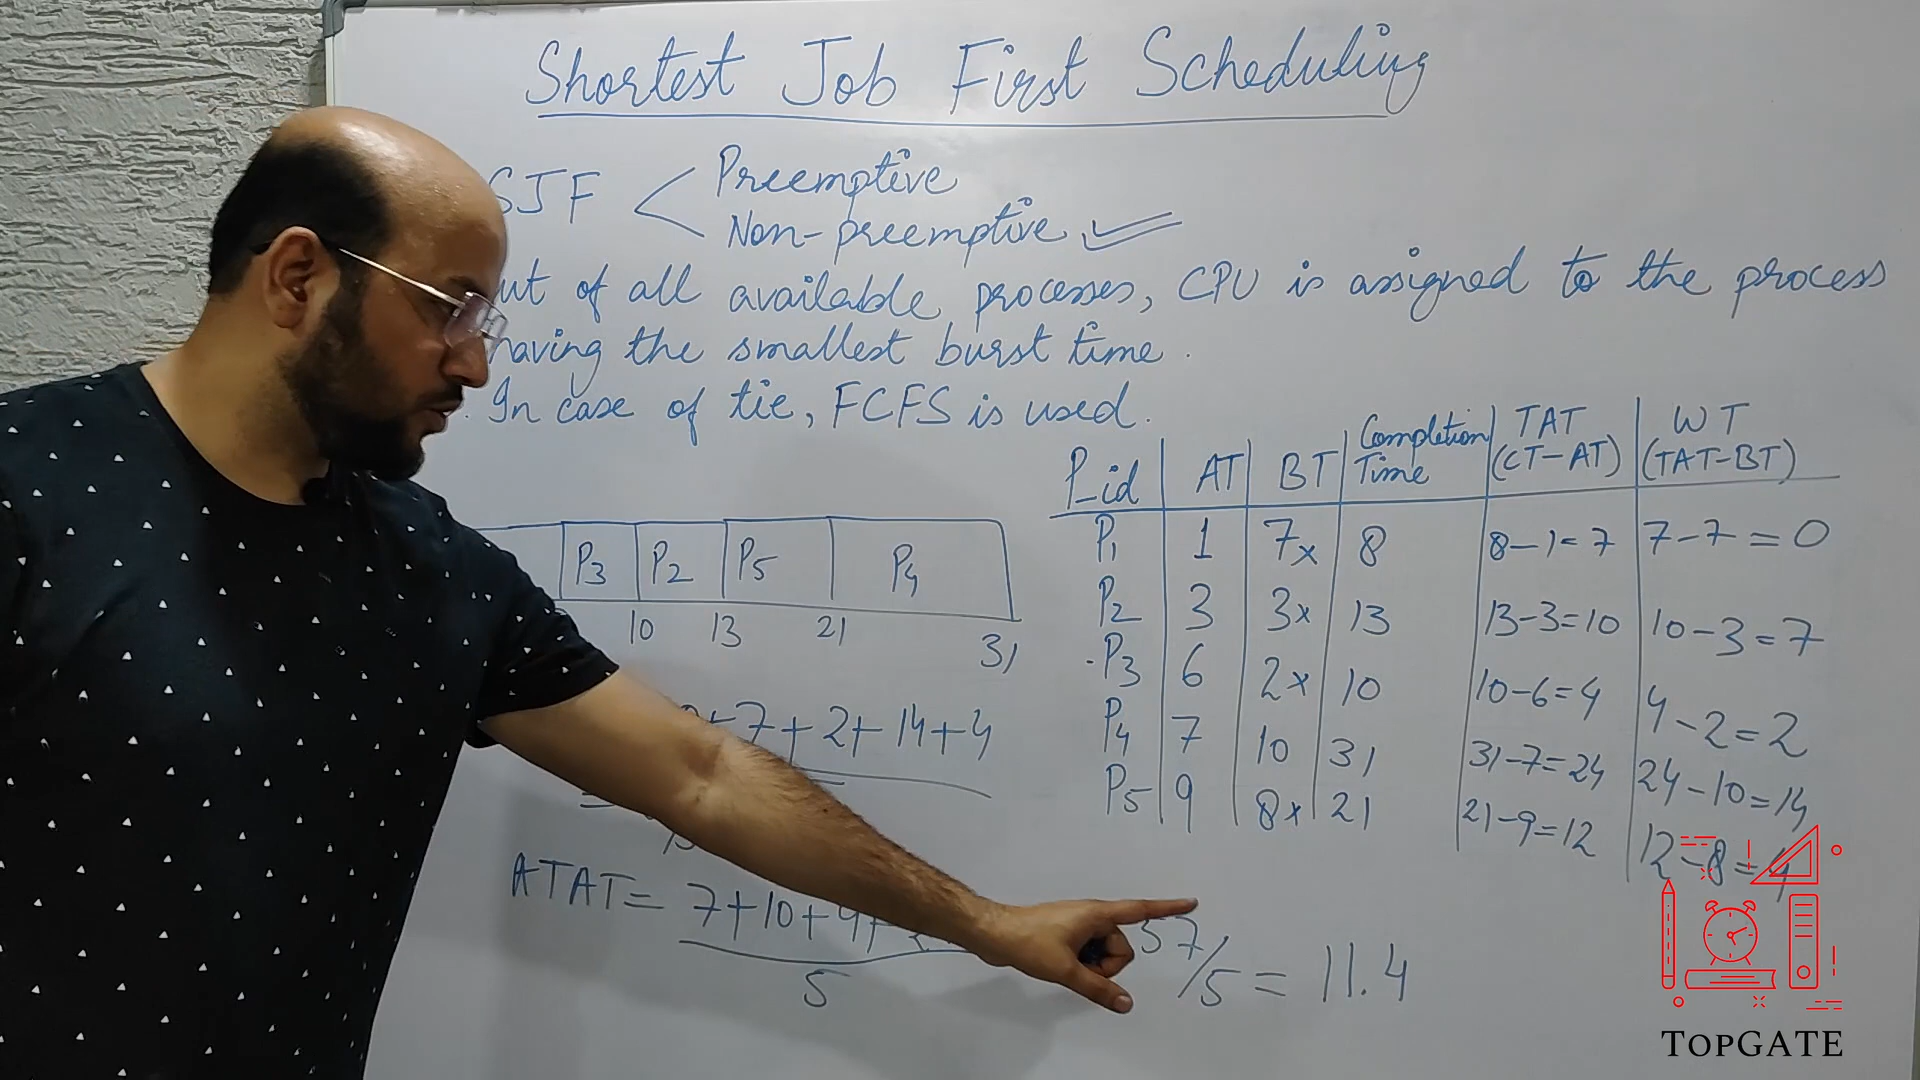 Shortest Job First Scheduling
SJF < Preemptive
Non-preemptive
ut of all available processes, CPU is assigned to the process
having the smallest burst time.
In case of tie, FCFS is used.
P_id AT BT Completion Time TAT (CT-AT) WT (TAT-BT)
P1 1 7x 8 8-1=7 7-7=0
P2 3 3x 13 13-3=10 10-3=7
P3 6 2x 10 10-6=4 4-2=2
P4 7 10 31 31-7=24 24-10=14
P5 9 8x 21 21-9=12 12-8=4
P3 P2 P5 P4
10 13 21 31
+7+2+14+4
=
ATAT= 7+10+4+
5
57/5 = 11.4
TOPGATE